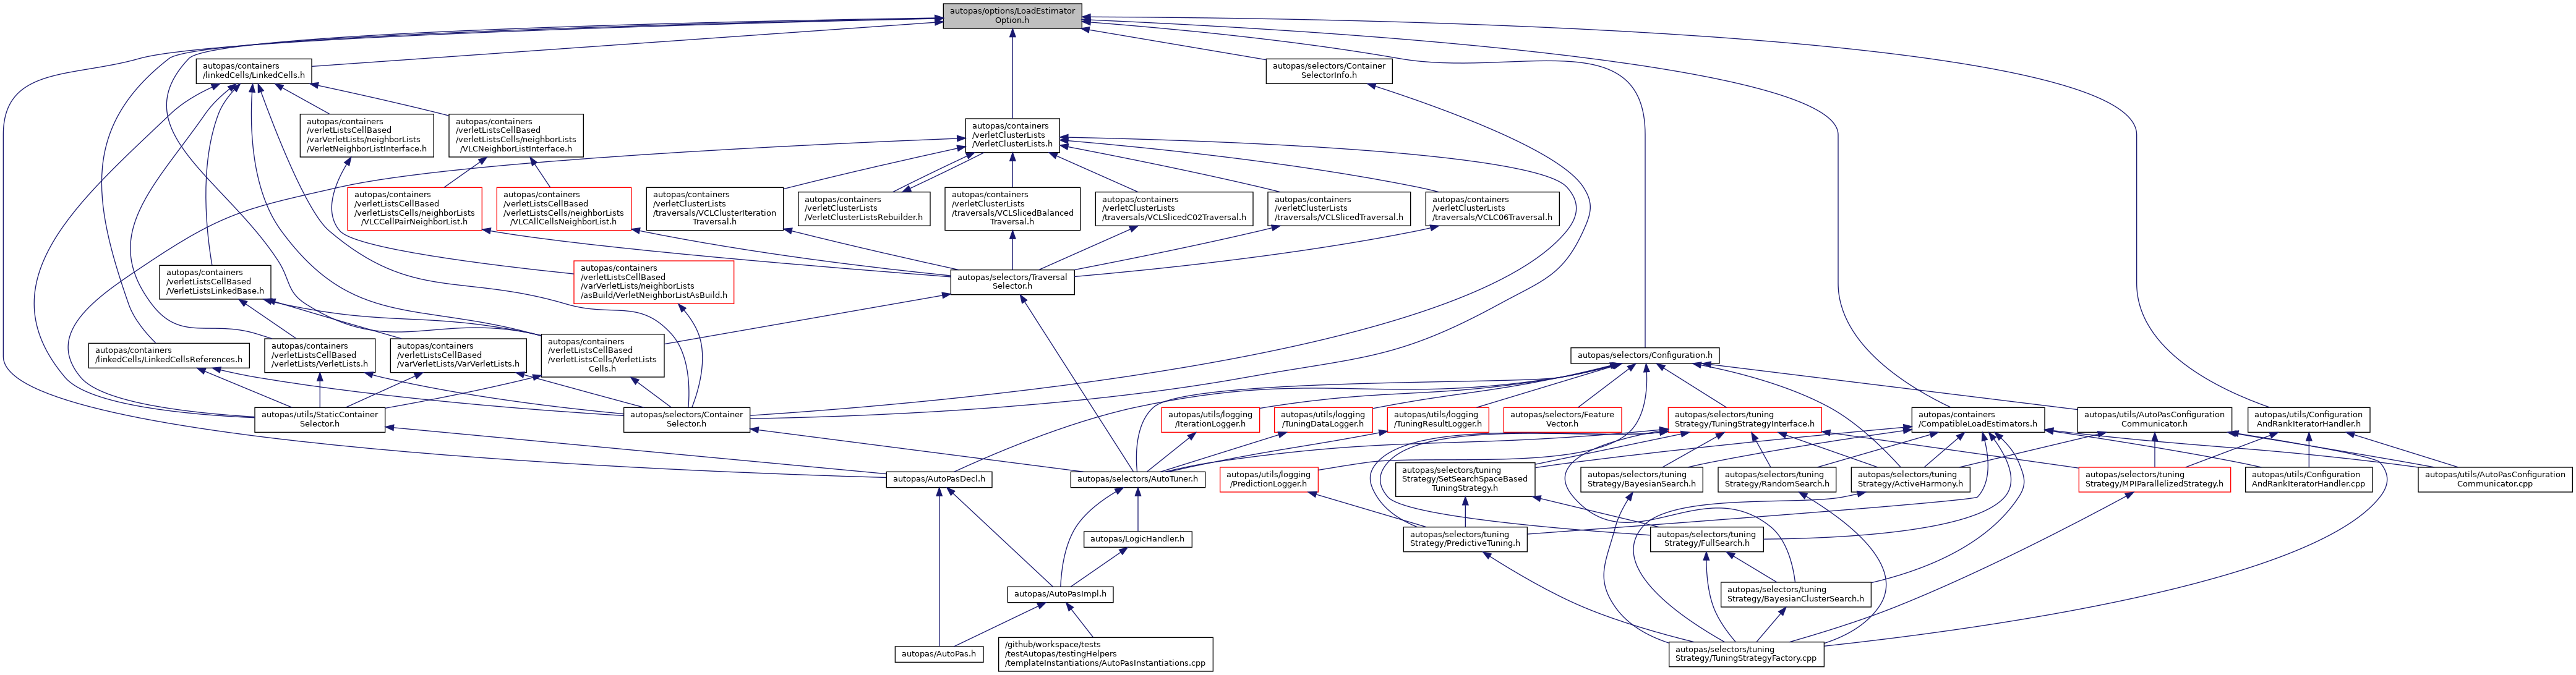 autopas/options/LoadEstimator
Option.h
autopas/containers
/linkedCells/LinkedCells.h
autopas/selectors/Container
SelectorInfo.h
autopas/containers
/verletListsCellBased
/varVerletLists/neighborLists
/VerletNeighborListInterface.h
autopas/containers
/verletListsCellBased
/verletListsCells/neighborLists
/VLCNeighborListInterface.h
autopas/containers
/verletClusterLists
/VerletClusterLists.h
autopas/containers
/verletListsCellBased
/verletListsCells/neighborLists
/VLCCellPairNeighborList.h
autopas/containers
/verletListsCellBased
/verletListsCells/neighborLists
/VLCAllCellsNeighborList.h
autopas/containers
/verletClusterLists
/traversals/VCLClusterIteration
Traversal.h
autopas/containers
/verletClusterLists
/VerletClusterListsRebuilder.h
autopas/containers
/verletClusterLists
/traversals/VCLSlicedBalanced
Traversal.h
autopas/containers
/verletClusterLists
/traversals/VCLSlicedC02Traversal.h
autopas/containers
/verletClusterLists
/traversals/VCLSlicedTraversal.h
autopas/containers
/verletClusterLists
/traversals/VCLC06Traversal.h
autopas/containers
/verletListsCellBased
/VerletListsLinkedBase.h
autopas/containers
/verletListsCellBased
/varVerletLists/neighborLists
/asBuild/VerletNeighborListAsBuild.h
autopas/selectors/Traversal
Selector.h
autopas/containers
/linkedCells/LinkedCellsReferences.h
autopas/containers
/verletListsCellBased
/verletLists/VerletLists.h
autopas/containers
/verletListsCellBased
/varVerletLists/VarVerletLists.h
autopas/containers
/verletListsCellBased
/verletListsCells/VerletLists
Cells.h
autopas/selectors/Configuration.h
autopas/utils/StaticContainer
Selector.h
autopas/selectors/Container
Selector.h
autopas/utils/logging
/IterationLogger.h
autopas/utils/logging
/TuningDataLogger.h
autopas/utils/logging
/TuningResultLogger.h
autopas/selectors/Feature
Vector.h
autopas/selectors/tuning
Strategy/TuningStrategyInterface.h
autopas/containers
/CompatibleLoadEstimators.h
autopas/utils/AutoPasConfiguration
Communicator.h
autopas/utils/Configuration
AndRankIteratorHandler.h
autopas/AutoPasDecl.h
autopas/selectors/AutoTuner.h
autopas/utils/logging
/PredictionLogger.h
autopas/selectors/tuning
Strategy/SetSearchSpaceBased
TuningStrategy.h
autopas/selectors/tuning
Strategy/BayesianSearch.h
autopas/selectors/tuning
Strategy/RandomSearch.h
autopas/selectors/tuning
Strategy/ActiveHarmony.h
autopas/selectors/tuning
Strategy/MPIParallelizedStrategy.h
autopas/utils/Configuration
AndRankIteratorHandler.cpp
autopas/utils/AutoPasConfiguration
Communicator.cpp
autopas/LogicHandler.h
autopas/selectors/tuning
Strategy/PredictiveTuning.h
autopas/selectors/tuning
Strategy/FullSearch.h
autopas/AutoPasImpl.h
autopas/selectors/tuning
Strategy/BayesianClusterSearch.h
autopas/AutoPas.h
/github/workspace/tests
/testAutopas/testingHelpers
/templateInstantiations/AutoPasInstantiations.cpp
autopas/selectors/tuning
Strategy/TuningStrategyFactory.cpp